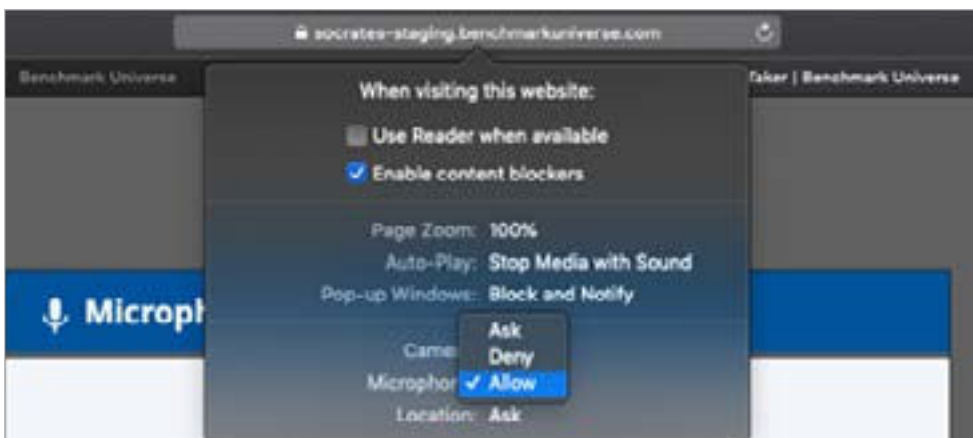 socrates-staging.benchmarkuniverse.com
Benchmark Universe
Taker | Benchmark Universe
When visiting this website:
Use Reader when available
Enable content blockers
Page Zoom: 100%
Auto-Play: Stop Media with Sound
Pop-up Windows: Block and Notify
Microph
Ask
Came
Deny
Microphon ✓ Allow
Location: Ask